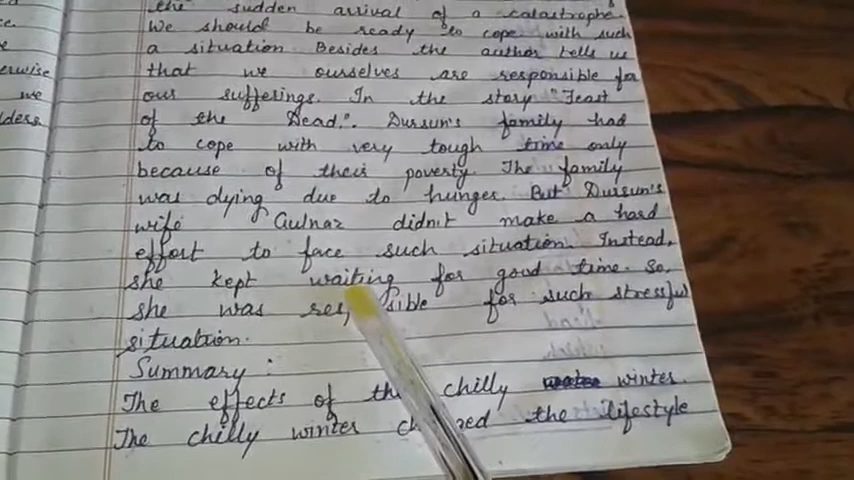 the sudden arrival of a catastrophe.
we should be ready to cope with such
a situation Besides the author tells us
that we ourselves are responsible for
our sufferings. In the story "Feast
of the Dead". Dursun's family had
to cope with very tough time only
because of their poverty. The family
was dying due to hunger. But Dursun's
wife Gulnaz didn't make a hard
effort to face such situation. Instead,
she kept waiting for good time. So,
she was for such stressful
situation.
Summary:
The effects of the chilly winter.
The chilly winter the lifestyle
erwise
we